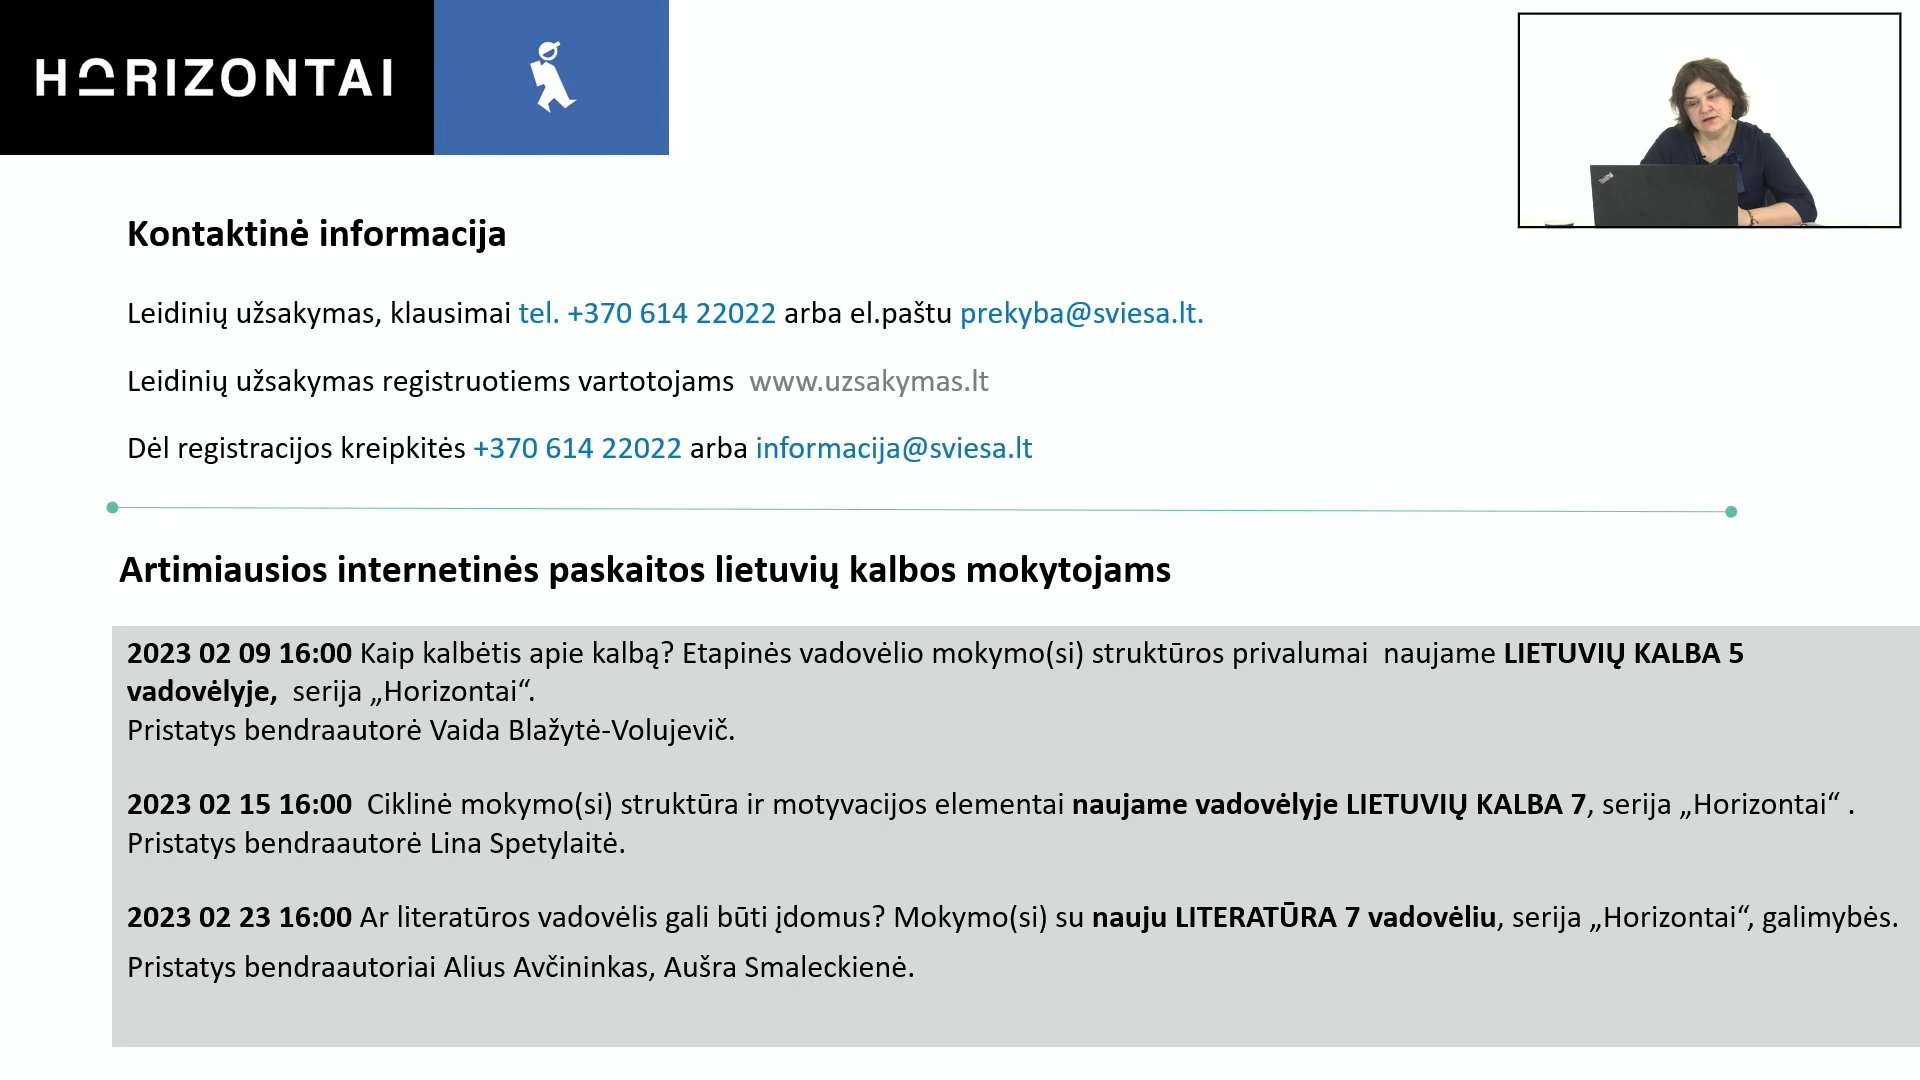 HORIZONTAI
Kontaktinė informacija
Leidinių užsakymas, klausimai tel. +370 614 22022 arba el.paštu prekyba@sviesa.lt.
Leidinių užsakymas registruotiems vartotojams www.uzsakymas.lt
Dėl registracijos kreipkitės +370 614 22022 arba informacija@sviesa.lt
Artimiausios internetinės paskaitos lietuvių kalbos mokytojams
2023 02 09 16:00 Kaip kalbėtis apie kalbą? Etapinės vadovėlio mokymo(si) struktūros privalumai naujame LIETUVIŲ KALBA 5
vadovėlyje, serija „Horizontai“.
Pristatys bendraautorė Vaida Blažytė-Volujevič.
2023 02 15 16:00 Ciklinė mokymo(si) struktūra ir motyvacijos elementai naujame vadovėlyje LIETUVIŲ KALBA 7, serija „Horizontai“ .
Pristatys bendraautorė Lina Spetylaitė.
2023 02 23 16:00 Ar literatūros vadovėlis gali būti įdomus? Mokymo(si) su nauju LITERATŪRA 7 vadovėliu, serija „Horizontai“, galimybės.
Pristatys bendraautoriai Alius Avčininkas, Aušra Smaleckienė.